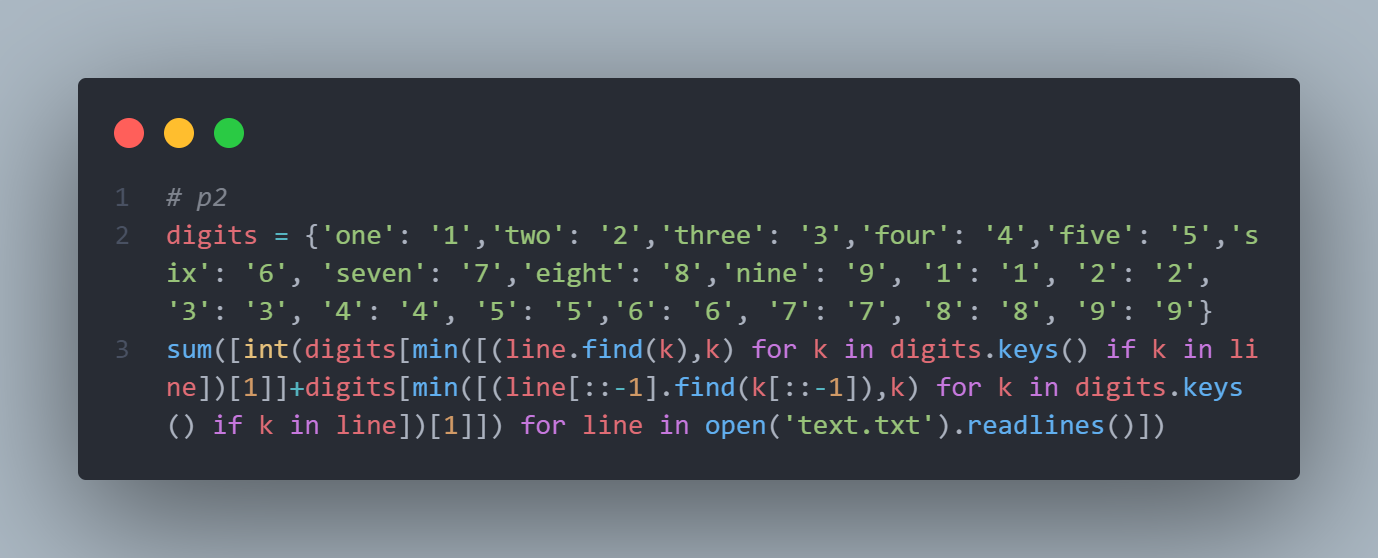 1 # p2
2 digits = {'one': '1','two': '2','three': '3','four': '4','five': '5','s
ix': '6', 'seven': '7','eight': '8','nine': '9', '1': '1', '2': '2',
'3': '3', '4': '4', '5': '5','6': '6', '7': '7', '8': '8', '9': '9'}
3 sum([int(digits[min([(line.find(k),k) for k in digits.keys() if k in li
ne])[1]]+digits[min([(line[::-1].find(k[::-1]),k) for k in digits.keys
() if k in line])[1]]) for line in open('text.txt').readlines()])